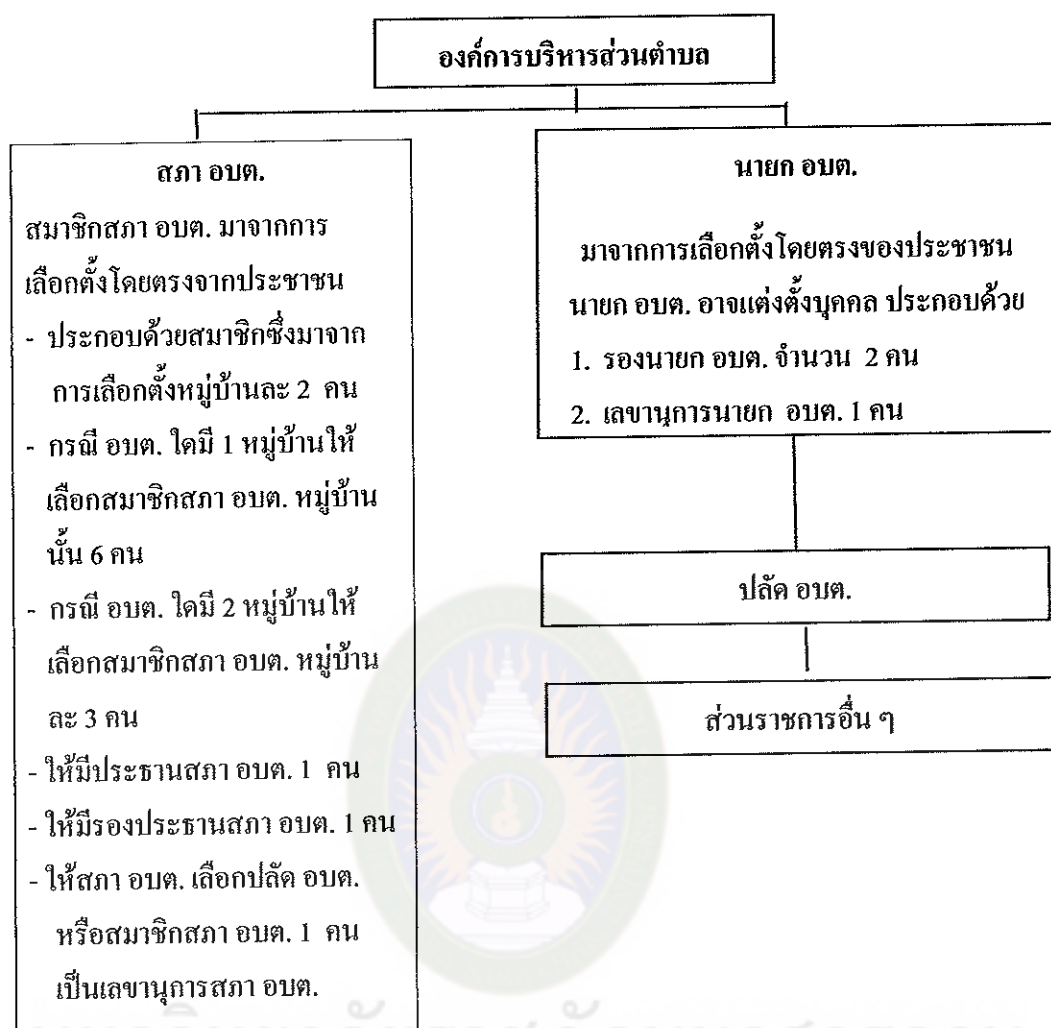 องค์การบริหารส่วนตำบล
สภา อบต.
สมาชิกสภา อบต. มาจากการ
เลือกตั้งโดยตรงจากประชาชน
- ประกอบด้วยสมาชิกซึ่งมาจาก
การเลือกตั้งหมู่บ้านละ 2 คน
- กรณี อบต. ใดมี 1 หมู่บ้านให้
เลือกสมาชิกสภา อบต. หมู่บ้าน
นั้น 6 คน
- กรณี อบต. ใดมี 2 หมู่บ้านให้
เลือกสมาชิกสภา อบต. หมู่บ้าน
ละ 3 คน
- ให้มีประธานสภา อบต. 1 คน
- ให้มีรองประธานสภา อบต. 1 คน
- ให้สภา อบต. เลือกปลัด อบต.
หรือสมาชิกสภา อบต. 1 คน
เป็นเลขานุการสภา อบต.
นายก อบต.
มาจากการเลือกตั้งโดยตรงของประชาชน
นายก อบต. อาจแต่งตั้งบุคคล ประกอบด้วย
1. รองนายก อบต. จำนวน 2 คน
2. เลขานุการนายก อบต. 1 คน
ปลัด อบต.
ส่วนราชการอื่น ๆ